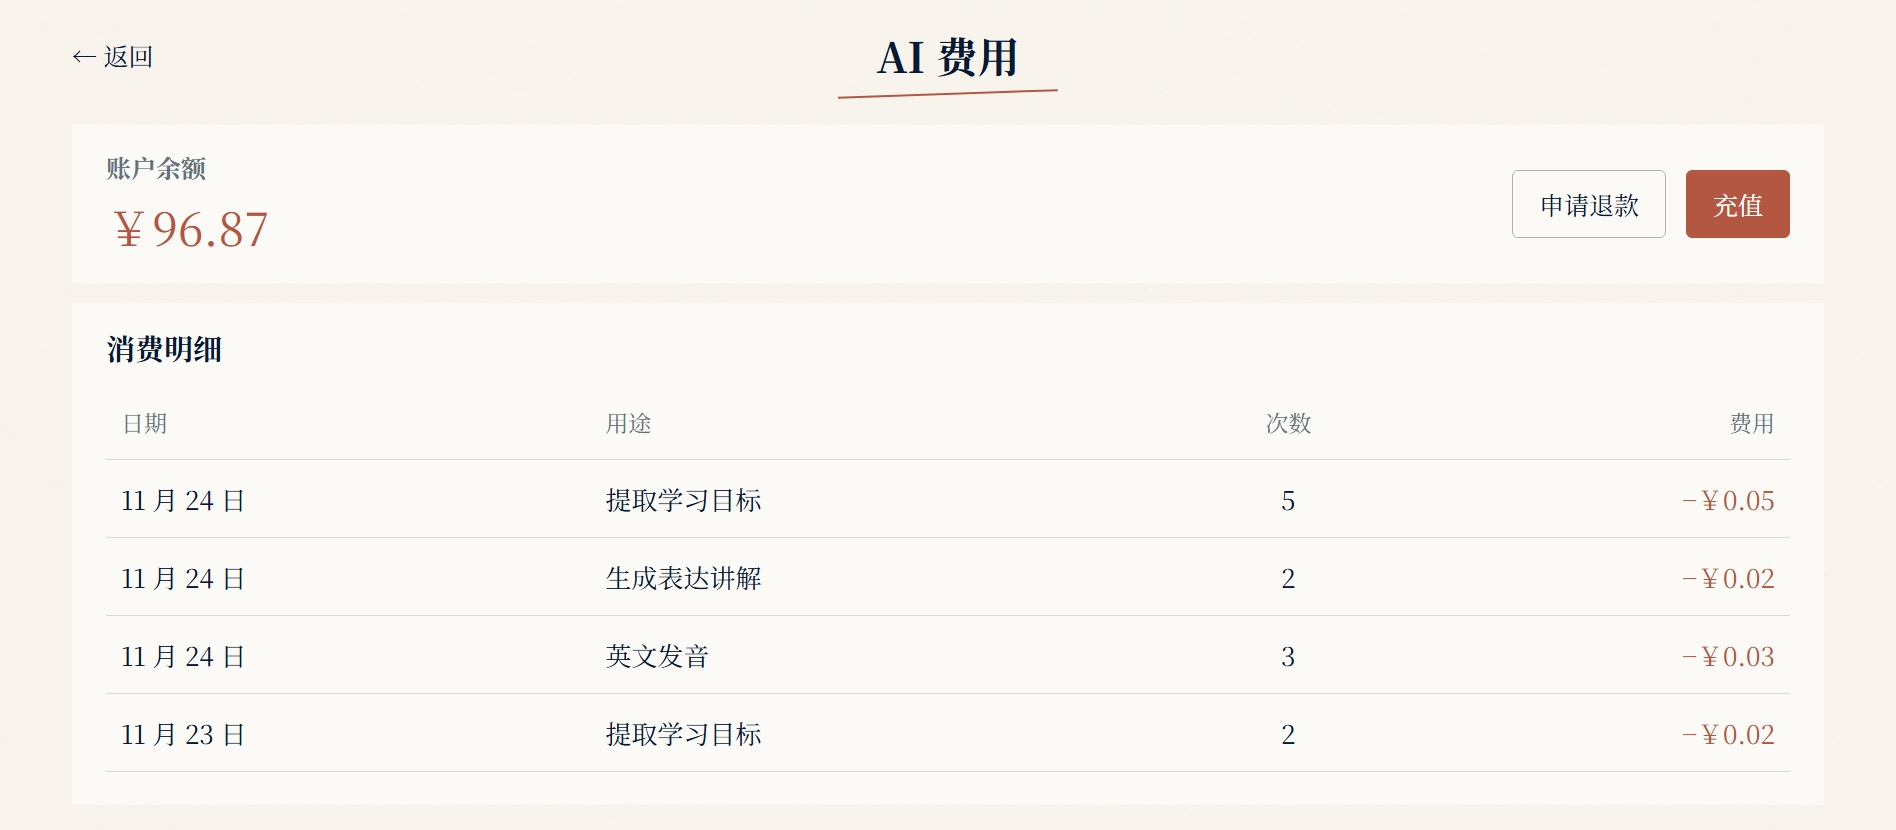 ← 返回
AI 费用
账户余额
¥96.87
申请退款 充值
消费明细
日期 用途 次数 费用
11 月 24 日 提取学习目标 5 −¥0.05
11 月 24 日 生成表达讲解 2 −¥0.02
11 月 24 日 英文发音 3 −¥0.03
11 月 23 日 提取学习目标 2 −¥0.02